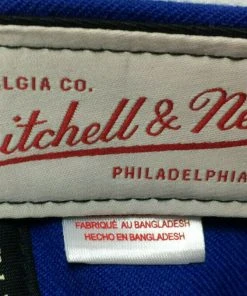 LGIA CO.
itchell & Ne
PHILADELPHIA
FABRIQUÉ AU BANGLADESH
HECHO EN BANGLADESH